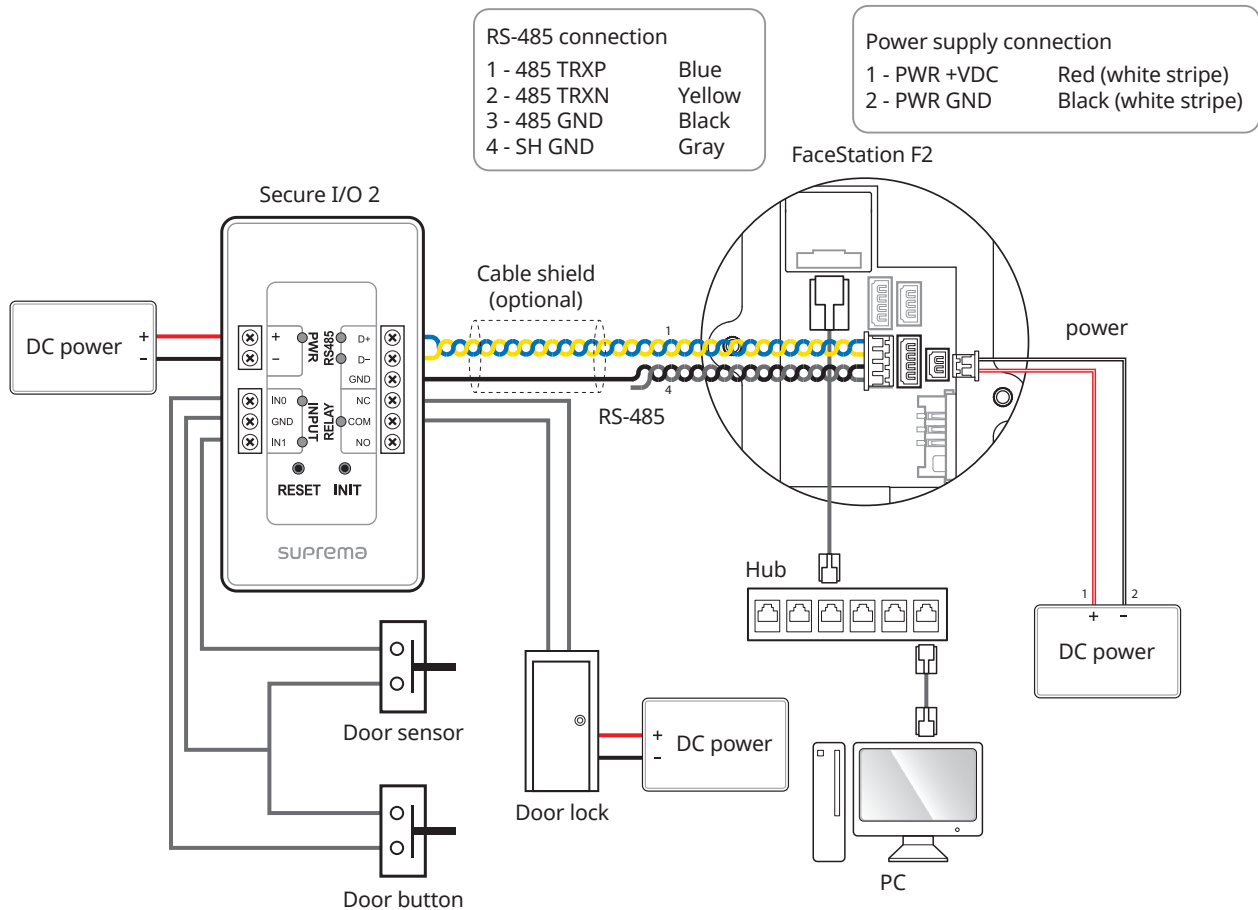 RS-485 connection
1 - 485 TRXP Blue
2 - 485 TRXN Yellow
3 - 485 GND Black
4 - SH GND Gray
Power supply connection
1 - PWR +VDC Red (white stripe)
2 - PWR GND Black (white stripe)
FaceStation F2
Secure I/O 2
Cable shield
(optional)
DC power
+
-
+
-
PWR
RS485
D+
D-
GND
IN0
GND
IN1
INPUT
RELAY
NC
COM
NO
RESET INIT
suprema
1
4
RS-485
power
Hub
1 2
+ -
DC power
Door sensor
Door button
Door lock
+
-
DC power
PC